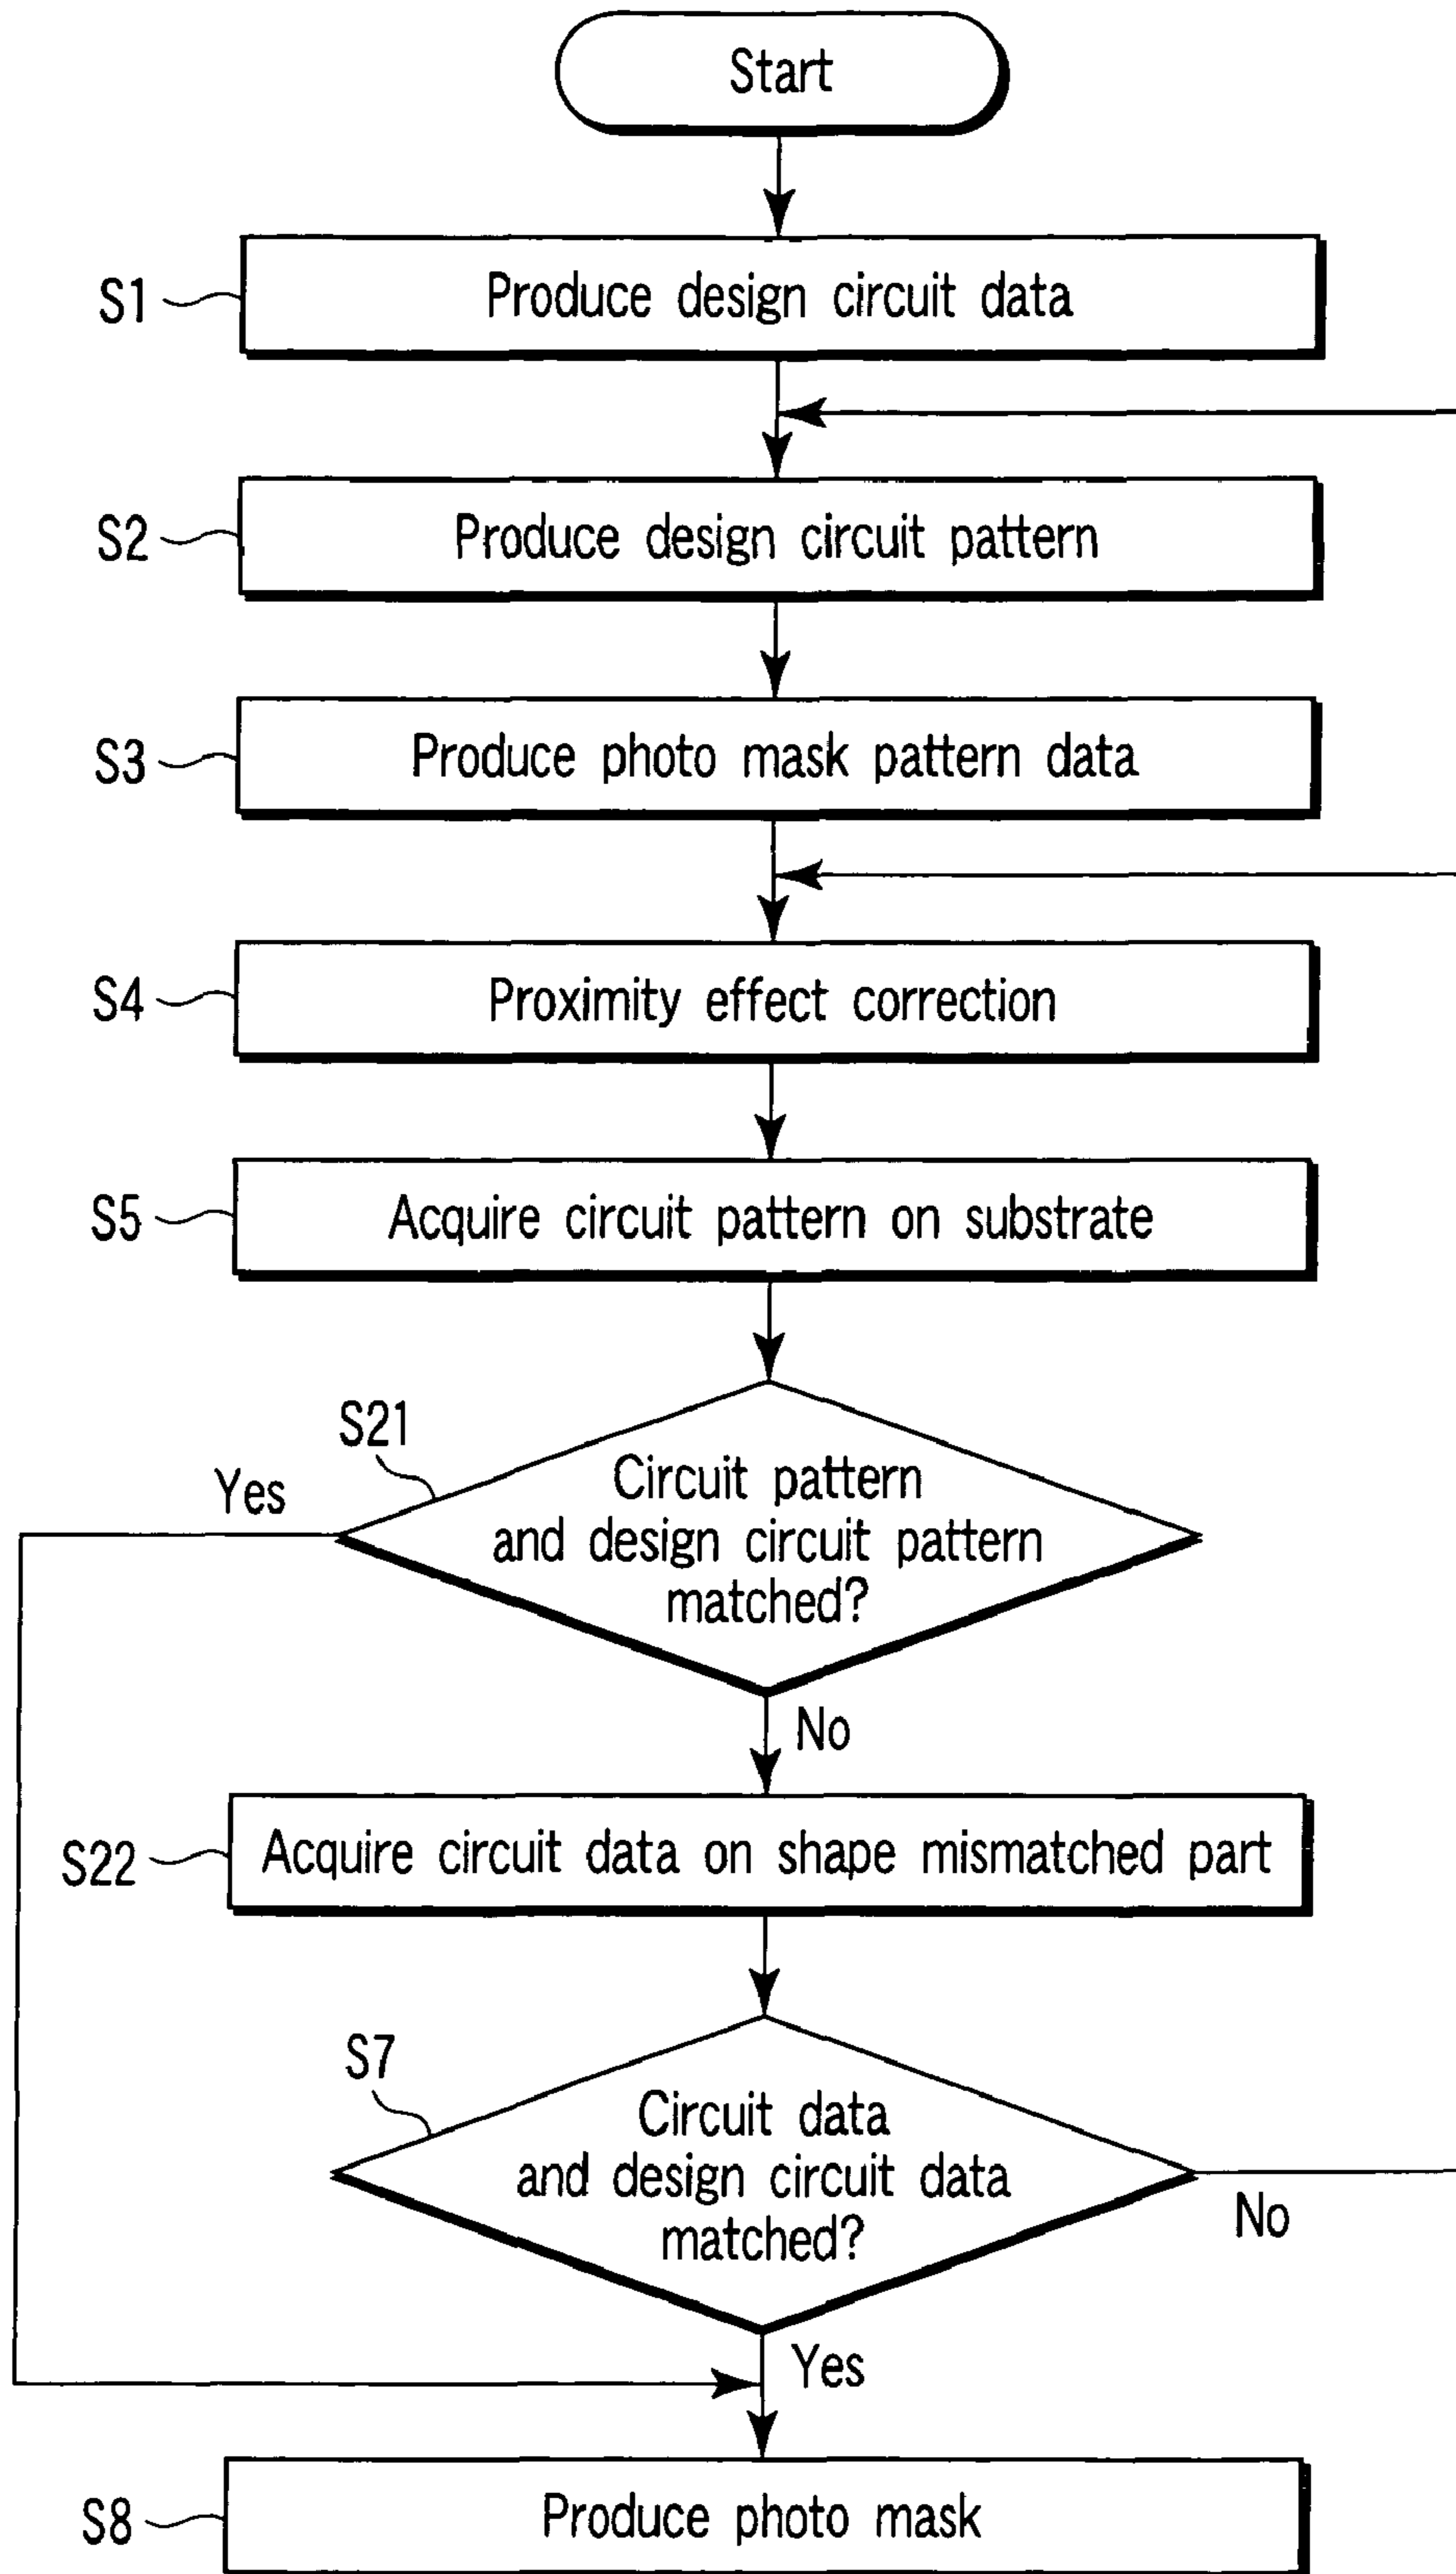 Start
S1
Produce design circuit data
S2
Produce design circuit pattern
S3
Produce photo mask pattern data
S4
Proximity effect correction
S5
Acquire circuit pattern on substrate
S21
Yes
Circuit pattern
and design circuit pattern
matched?
No
S22
Acquire circuit data on shape mismatched part
S7
Circuit data
and design circuit data
matched?
No
Yes
S8
Produce photo mask